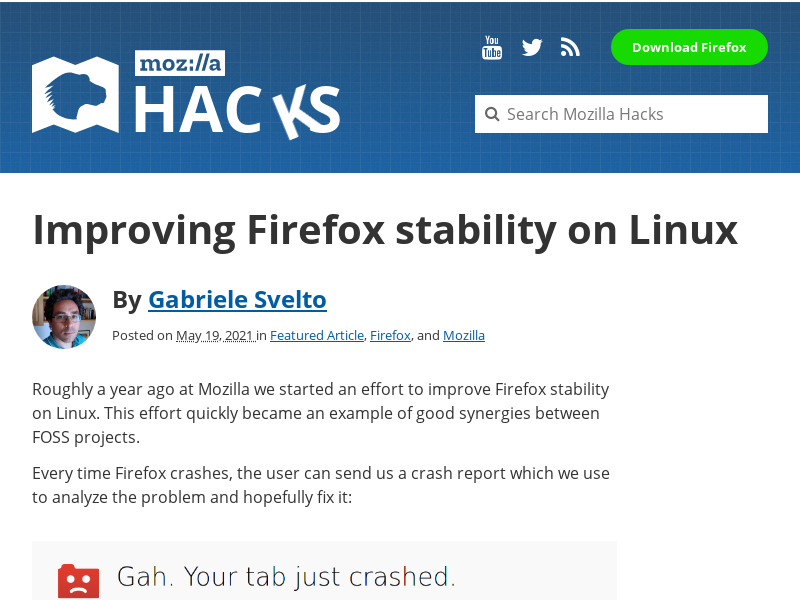 You
Tube
Download Firefox
moz://a
HACKS
Search Mozilla Hacks
Improving Firefox stability on Linux
By Gabriele Svelto
Posted on May 19, 2021 in Featured Article, Firefox, and Mozilla
Roughly a year ago at Mozilla we started an effort to improve Firefox stability
on Linux. This effort quickly became an example of good synergies between
FOSS projects.
Every time Firefox crashes, the user can send us a crash report which we use
to analyze the problem and hopefully fix it:
Gah. Your tab just crashed.